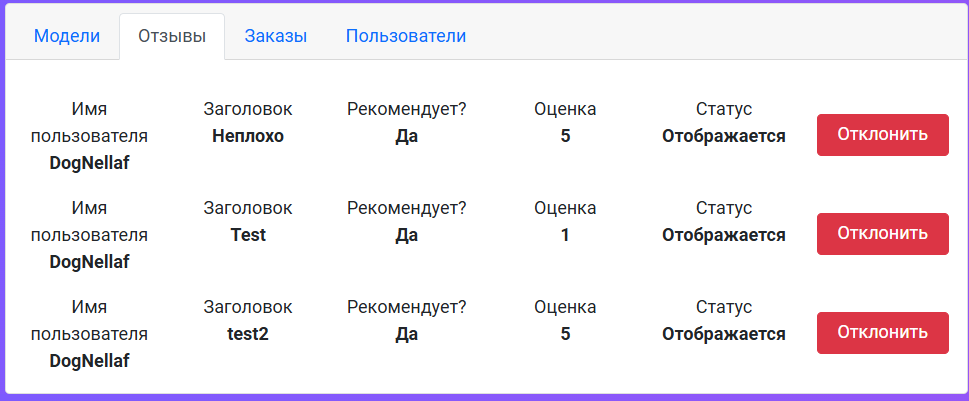 Модели Отзывы Заказы Пользователи
Имя Заголовок Рекомендует? Оценка Статус
пользователя Неплохо Да 5 Отображается Отклонить
DogNellaf
Имя Заголовок Рекомендует? Оценка Статус
пользователя Test Да 1 Отображается Отклонить
DogNellaf
Имя Заголовок Рекомендует? Оценка Статус
пользователя test2 Да 5 Отображается Отклонить
DogNellaf